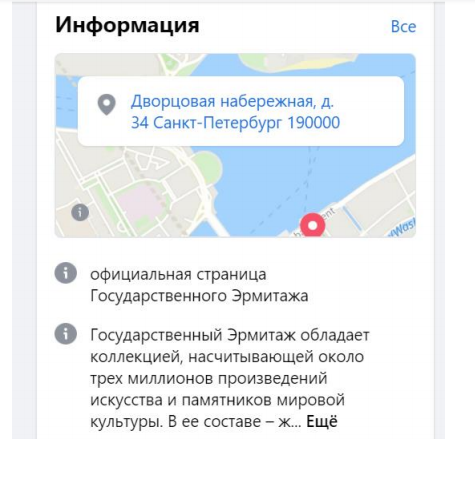 Информация
Все
Дворцовая набережная, д.
34 Санкт-Петербург 190000
официальная страница
Государственного Эрмитажа
Государственный Эрмитаж обладает
коллекцией, насчитывающей около
трех миллионов произведений
искусства и памятников мировой
культуры. В ее составе – ж... Ещё